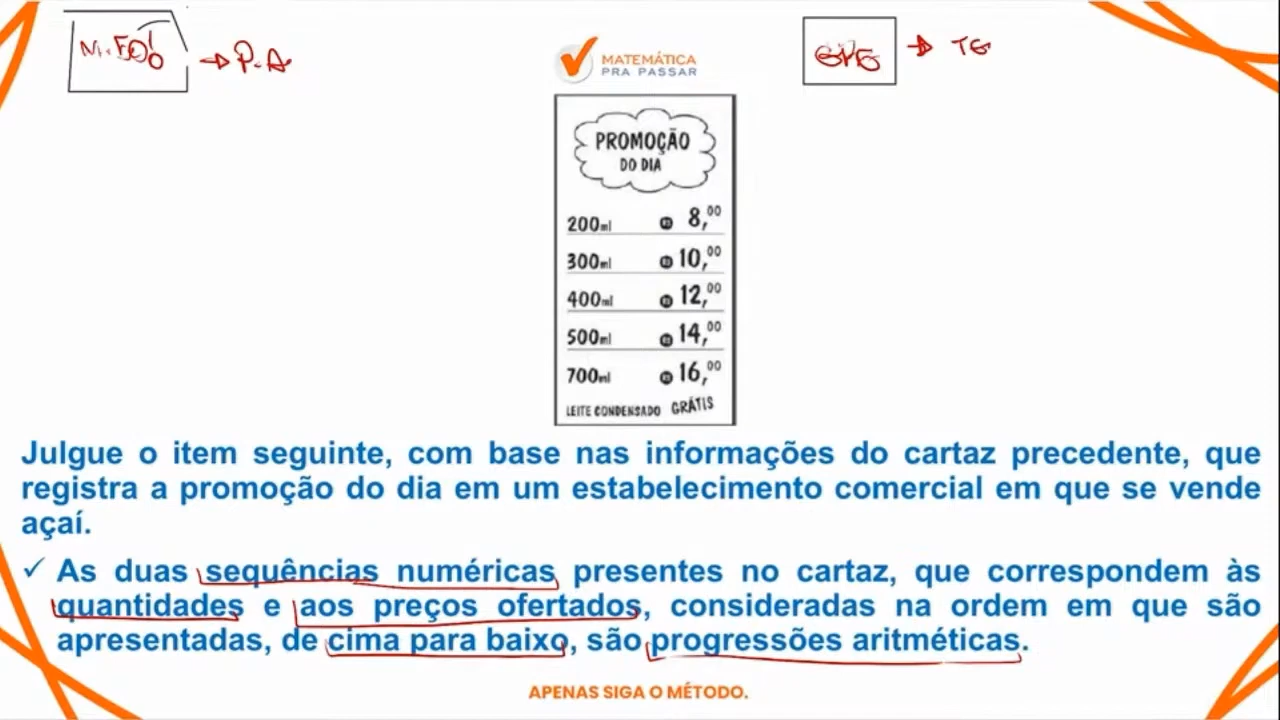 → P.A
→ TG
MATEMÁTICA
PRA PASSAR
PROMOÇÃO
DO DIA
200ml R$ 8,00
300ml R$ 10,00
400ml R$ 12,00
500ml R$ 14,00
700ml R$ 16,00
LEITE CONDENSADO GRÁTIS
Julgue o item seguinte, com base nas informações do cartaz precedente, que
registra a promoção do dia em um estabelecimento comercial em que se vende
açaí.
✓ As duas sequências numéricas presentes no cartaz, que correspondem às
quantidades e aos preços ofertados, consideradas na ordem em que são
apresentadas, de cima para baixo, são progressões aritméticas.
APENAS SIGA O MÉTODO.